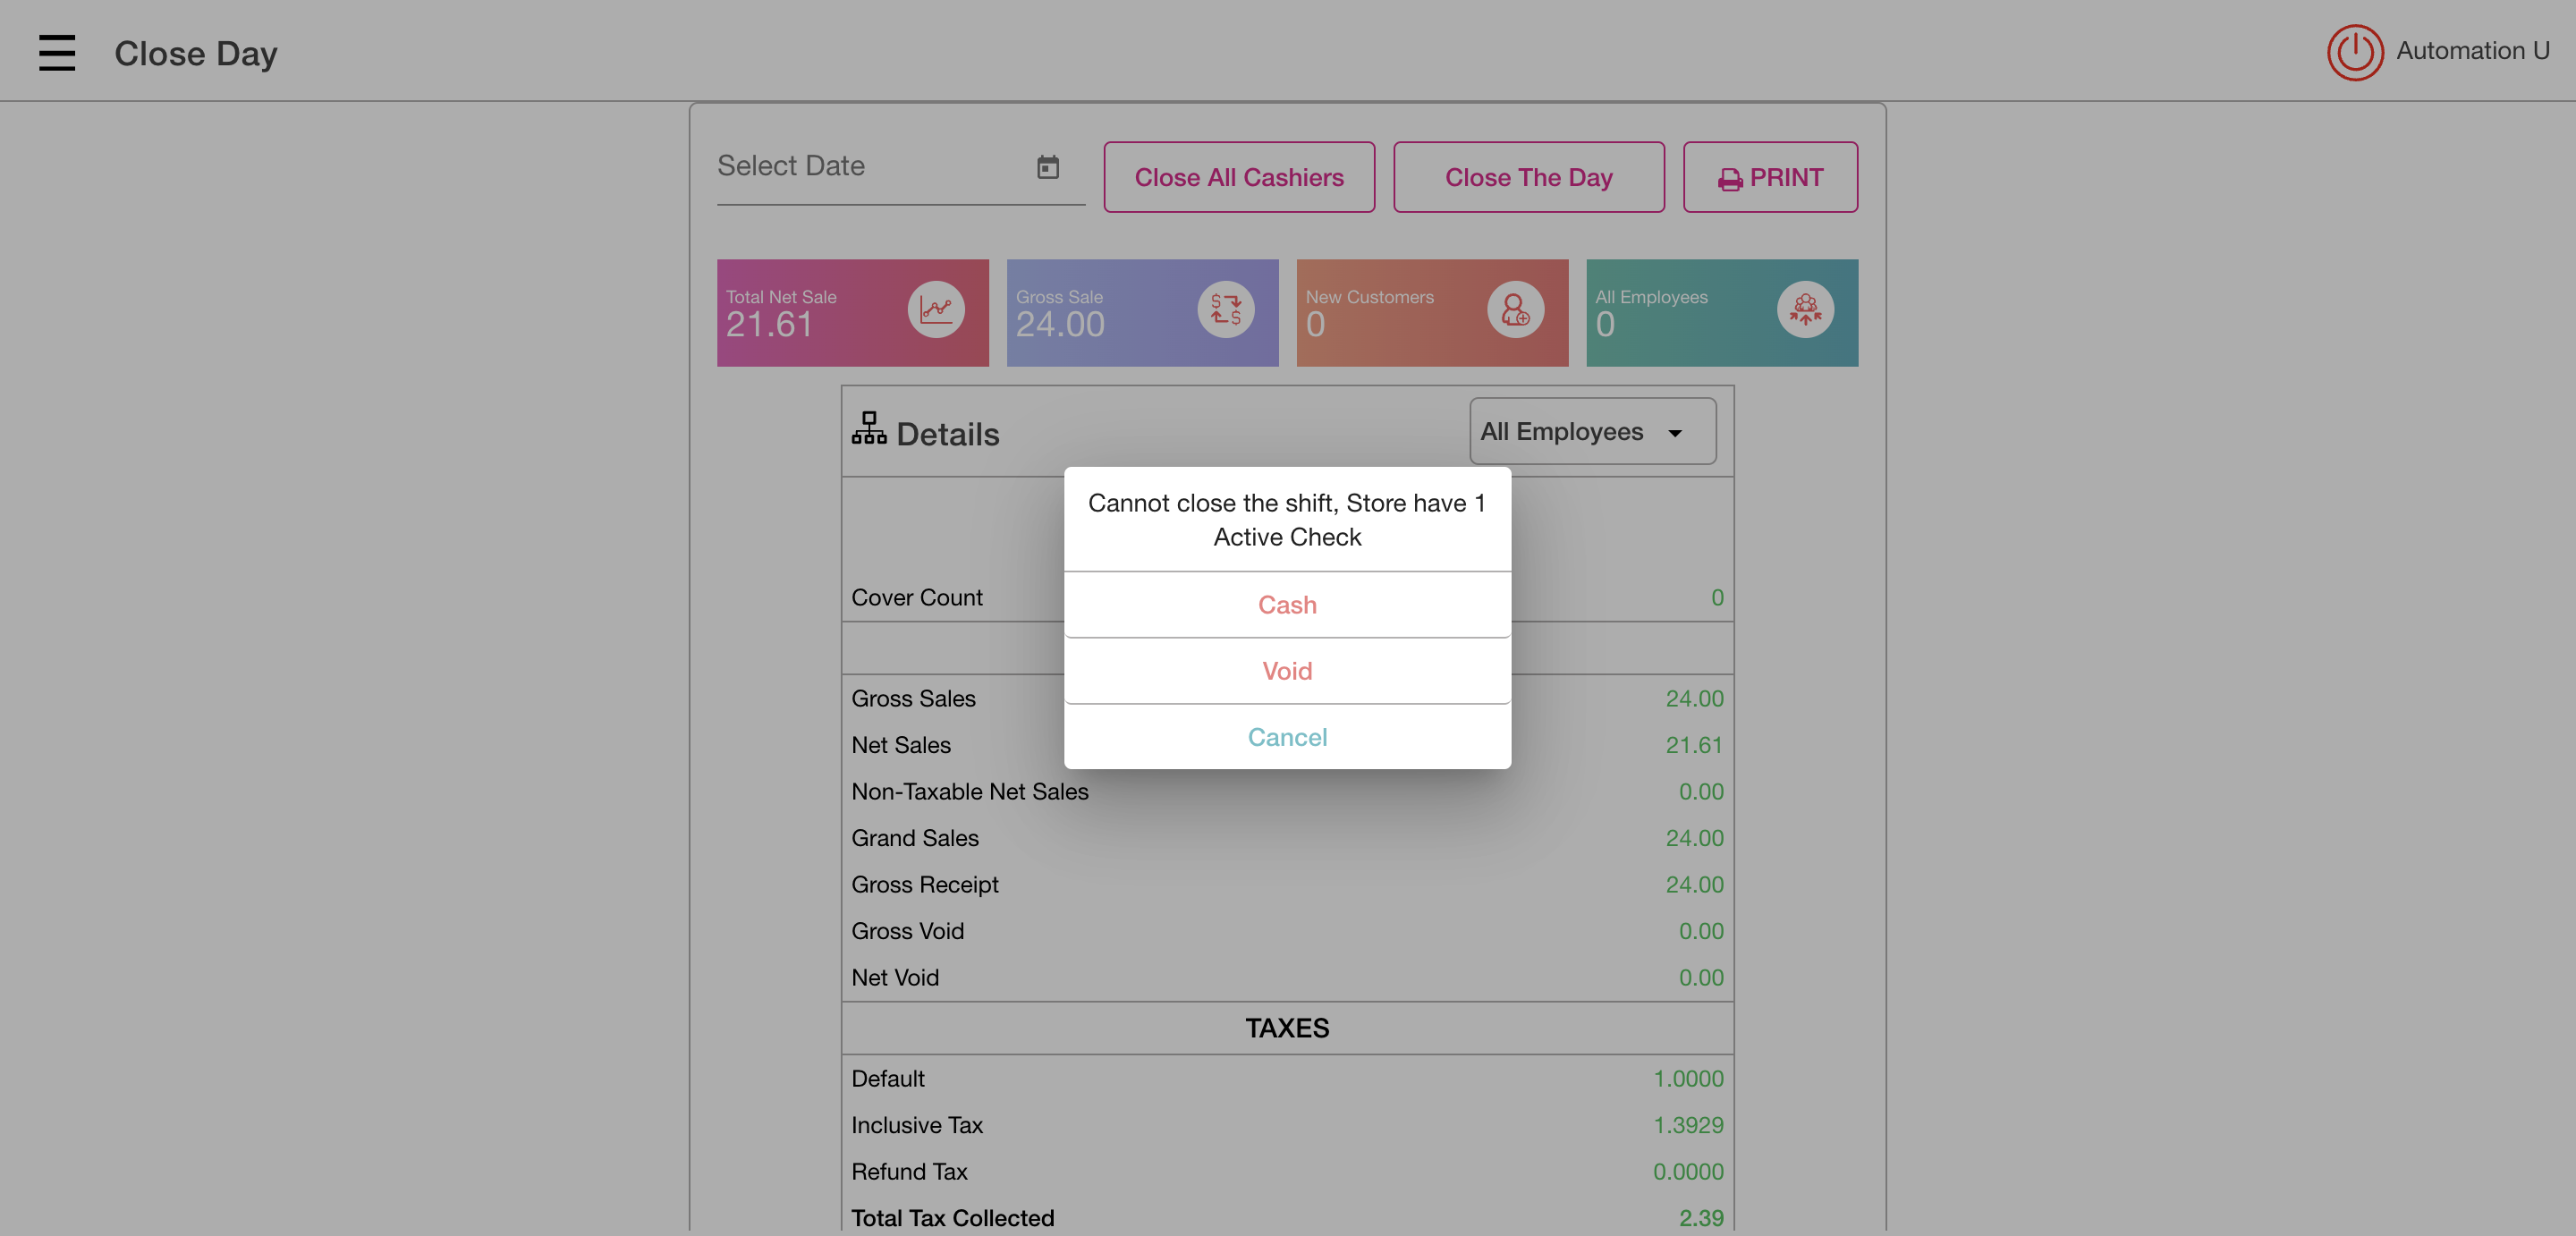 Close Day
Automation U
Select Date
Close All Cashiers
Close The Day
PRINT
Total Net Sale
21.61
Gross Sale
24.00
New Customers
0
All Employees
0
Details
All Employees
Cannot close the shift, Store have 1
Active Check
Cash
Void
Cancel
Cover Count 0
Gross Sales 24.00
Net Sales 21.61
Non-Taxable Net Sales 0.00
Grand Sales 24.00
Gross Receipt 24.00
Gross Void 0.00
Net Void 0.00
TAXES
Default 1.0000
Inclusive Tax 1.3929
Refund Tax 0.0000
Total Tax Collected 2.39